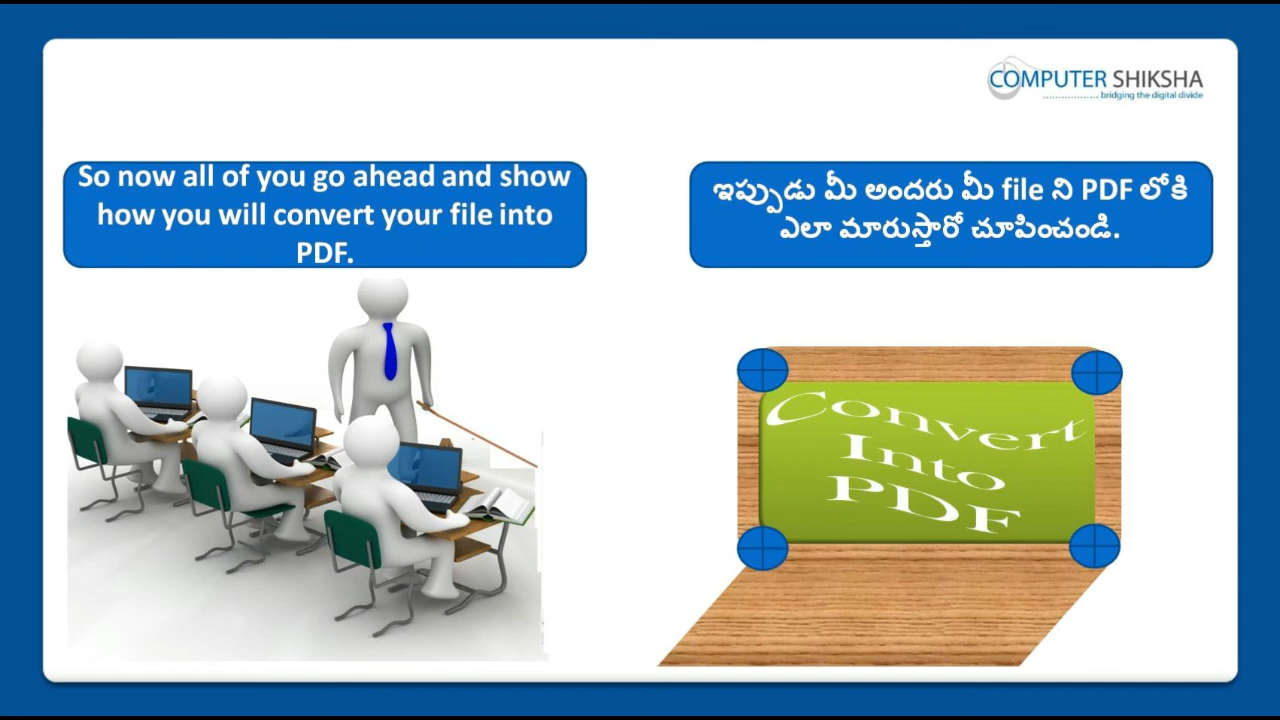 COMPUTER SHIKSHA
bridging the digital divide
So now all of you go ahead and show
how you will convert your file into
PDF.
ఇప్పుడు మీ అందరు మీ file ని PDF లోకి
ఎలా మారుస్తారో చూపించండి.
Convert
Into
PDF